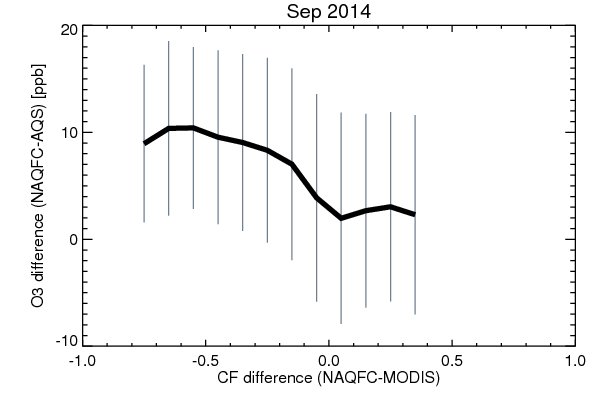 Sep 2014
20
10
0
-10
O3 difference (NAQFC-AQS) [ppb]
-1.0 -0.5 0.0 0.5 1.0
CF difference (NAQFC-MODIS)